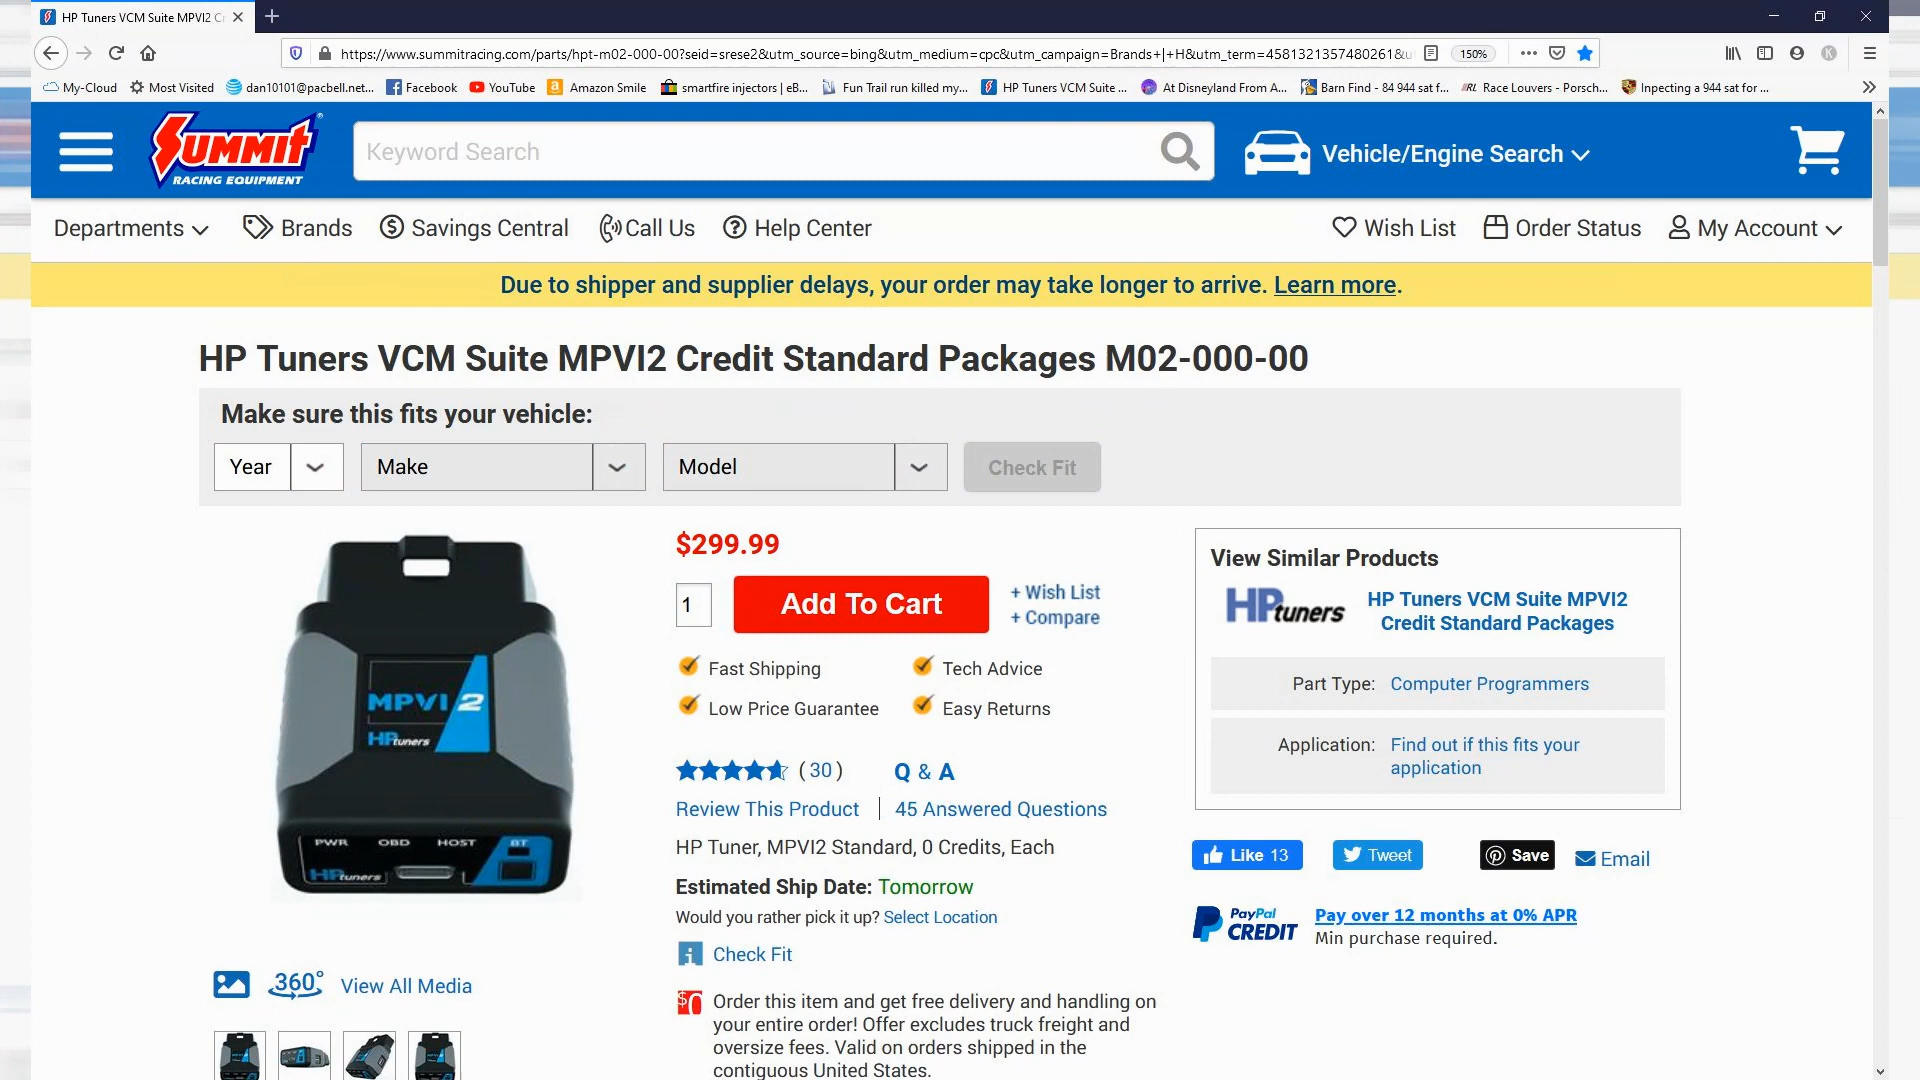 HP Tuners VCM Suite MPVI2 Cr
https://www.summitracing.com/parts/hpt-m02-000-00?seid=srese2&utm_source=bing&utm_medium=cpc&utm_campaign=Brands+|+H&utm_term=4581321357480261&u
150%
My-Cloud
Most Visited
dan10101@pacbell.net...
Facebook
YouTube
Amazon Smile
smartfire injectors | eB...
Fun Trail run killed my...
HP Tuners VCM Suite ...
At Disneyland From A...
Barn Find - 84 944 sat f...
Race Louvers - Porsch...
Inpecting a 944 sat for ...
SUMMIT
RACING EQUIPMENT
Keyword Search
Vehicle/Engine Search
Departments
Brands
Savings Central
Call Us
Help Center
Wish List
Order Status
My Account
Due to shipper and supplier delays, your order may take longer to arrive. Learn more.
HP Tuners VCM Suite MPVI2 Credit Standard Packages M02-000-00
Make sure this fits your vehicle:
Year
Make
Model
Check Fit
MPVI 2
HP tuners
PWR OBD HOST BT
HP tuners
360°
View All Media
$299.99
1
Add To Cart
+ Wish List
+ Compare
Fast Shipping
Tech Advice
Low Price Guarantee
Easy Returns
( 30 )
Q & A
Review This Product
45 Answered Questions
HP Tuner, MPVI2 Standard, 0 Credits, Each
Estimated Ship Date: Tomorrow
Would you rather pick it up? Select Location
Check Fit
$0
Order this item and get free delivery and handling on
your entire order! Offer excludes truck freight and
oversize fees. Valid on orders shipped in the
contiguous United States.
View Similar Products
HP tuners
HP Tuners VCM Suite MPVI2
Credit Standard Packages
Part Type: Computer Programmers
Application: Find out if this fits your
application
Like 13
Tweet
Save
Email
PayPal
CREDIT
Pay over 12 months at 0% APR
Min purchase required.